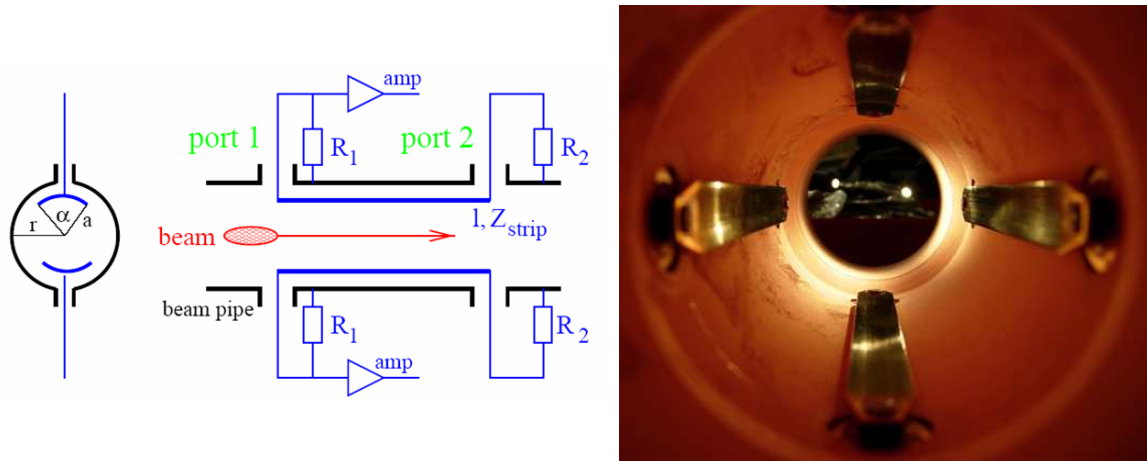 amp
port 1
port 2
R1
R2
r
α
a
l, Zstrip
beam
beam pipe
R1
R2
amp